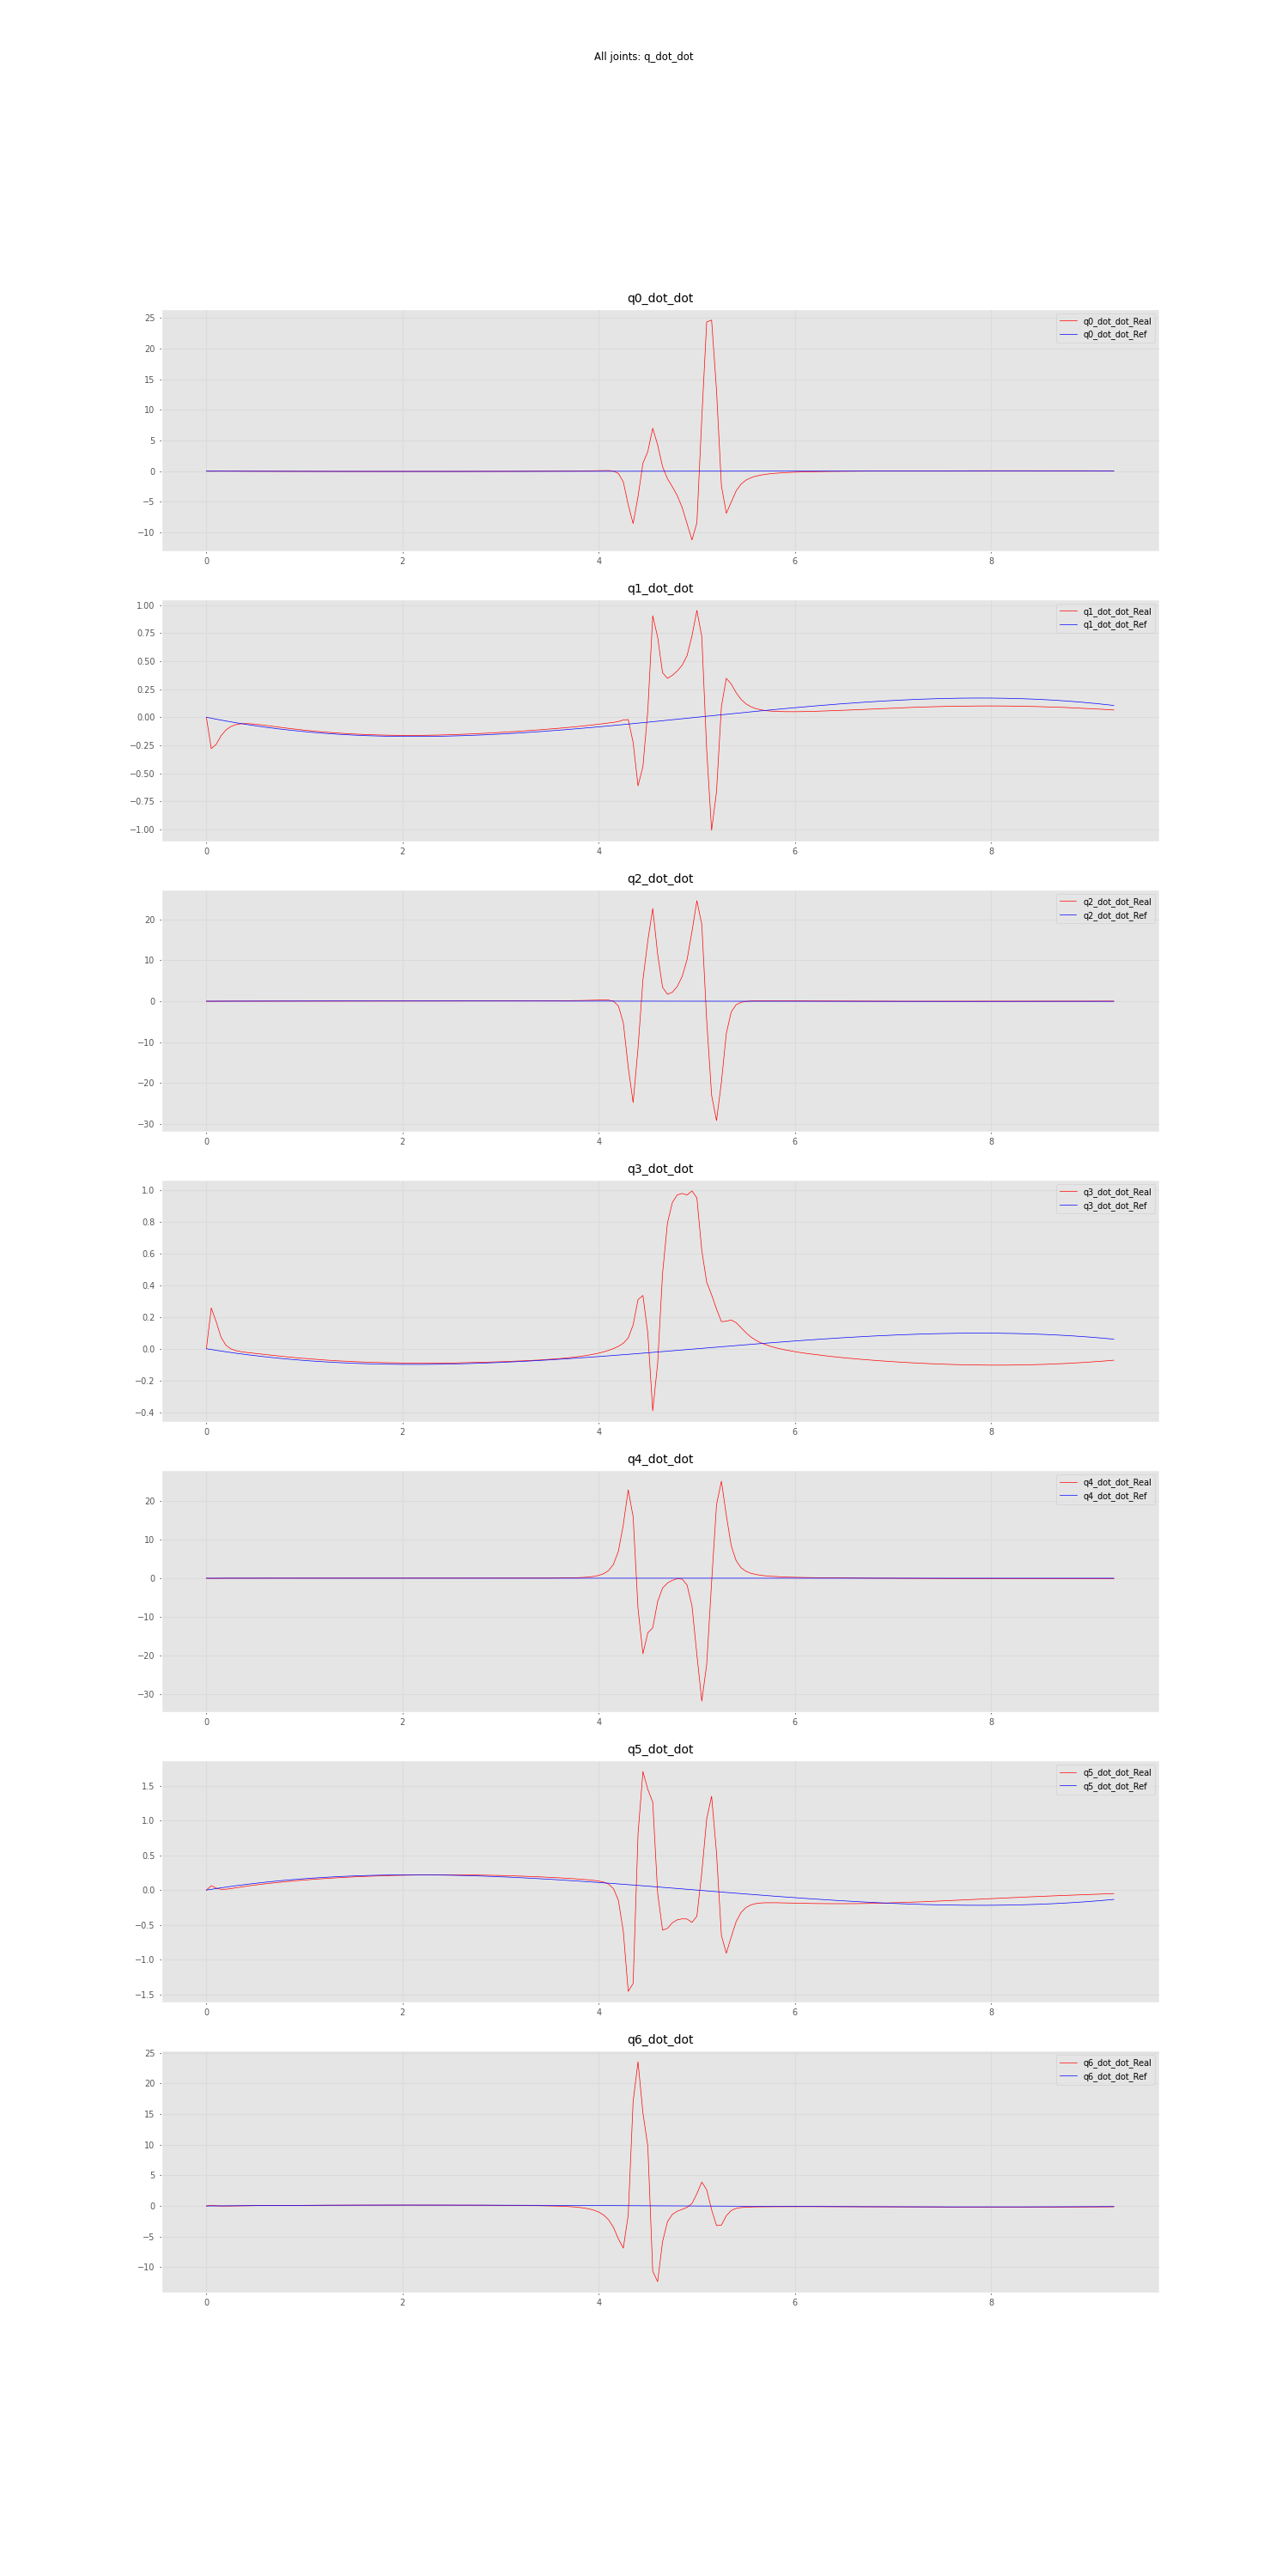 All joints: q_dot_dot
q0_dot_dot
25
20
15
10
5
0
−5
−10
q0_dot_dot_Real
q0_dot_dot_Ref
0 2 4 6 8
q1_dot_dot
1.00
0.75
0.50
0.25
0.00
−0.25
−0.50
−0.75
−1.00
q1_dot_dot_Real
q1_dot_dot_Ref
0 2 4 6 8
q2_dot_dot
20
10
0
−10
−20
−30
q2_dot_dot_Real
q2_dot_dot_Ref
0 2 4 6 8
q3_dot_dot
1.0
0.8
0.6
0.4
0.2
0.0
−0.2
−0.4
q3_dot_dot_Real
q3_dot_dot_Ref
0 2 4 6 8
q4_dot_dot
20
10
0
−10
−20
−30
q4_dot_dot_Real
q4_dot_dot_Ref
0 2 4 6 8
q5_dot_dot
1.5
1.0
0.5
0.0
−0.5
−1.0
−1.5
q5_dot_dot_Real
q5_dot_dot_Ref
0 2 4 6 8
q6_dot_dot
25
20
15
10
5
0
−5
−10
q6_dot_dot_Real
q6_dot_dot_Ref
0 2 4 6 8